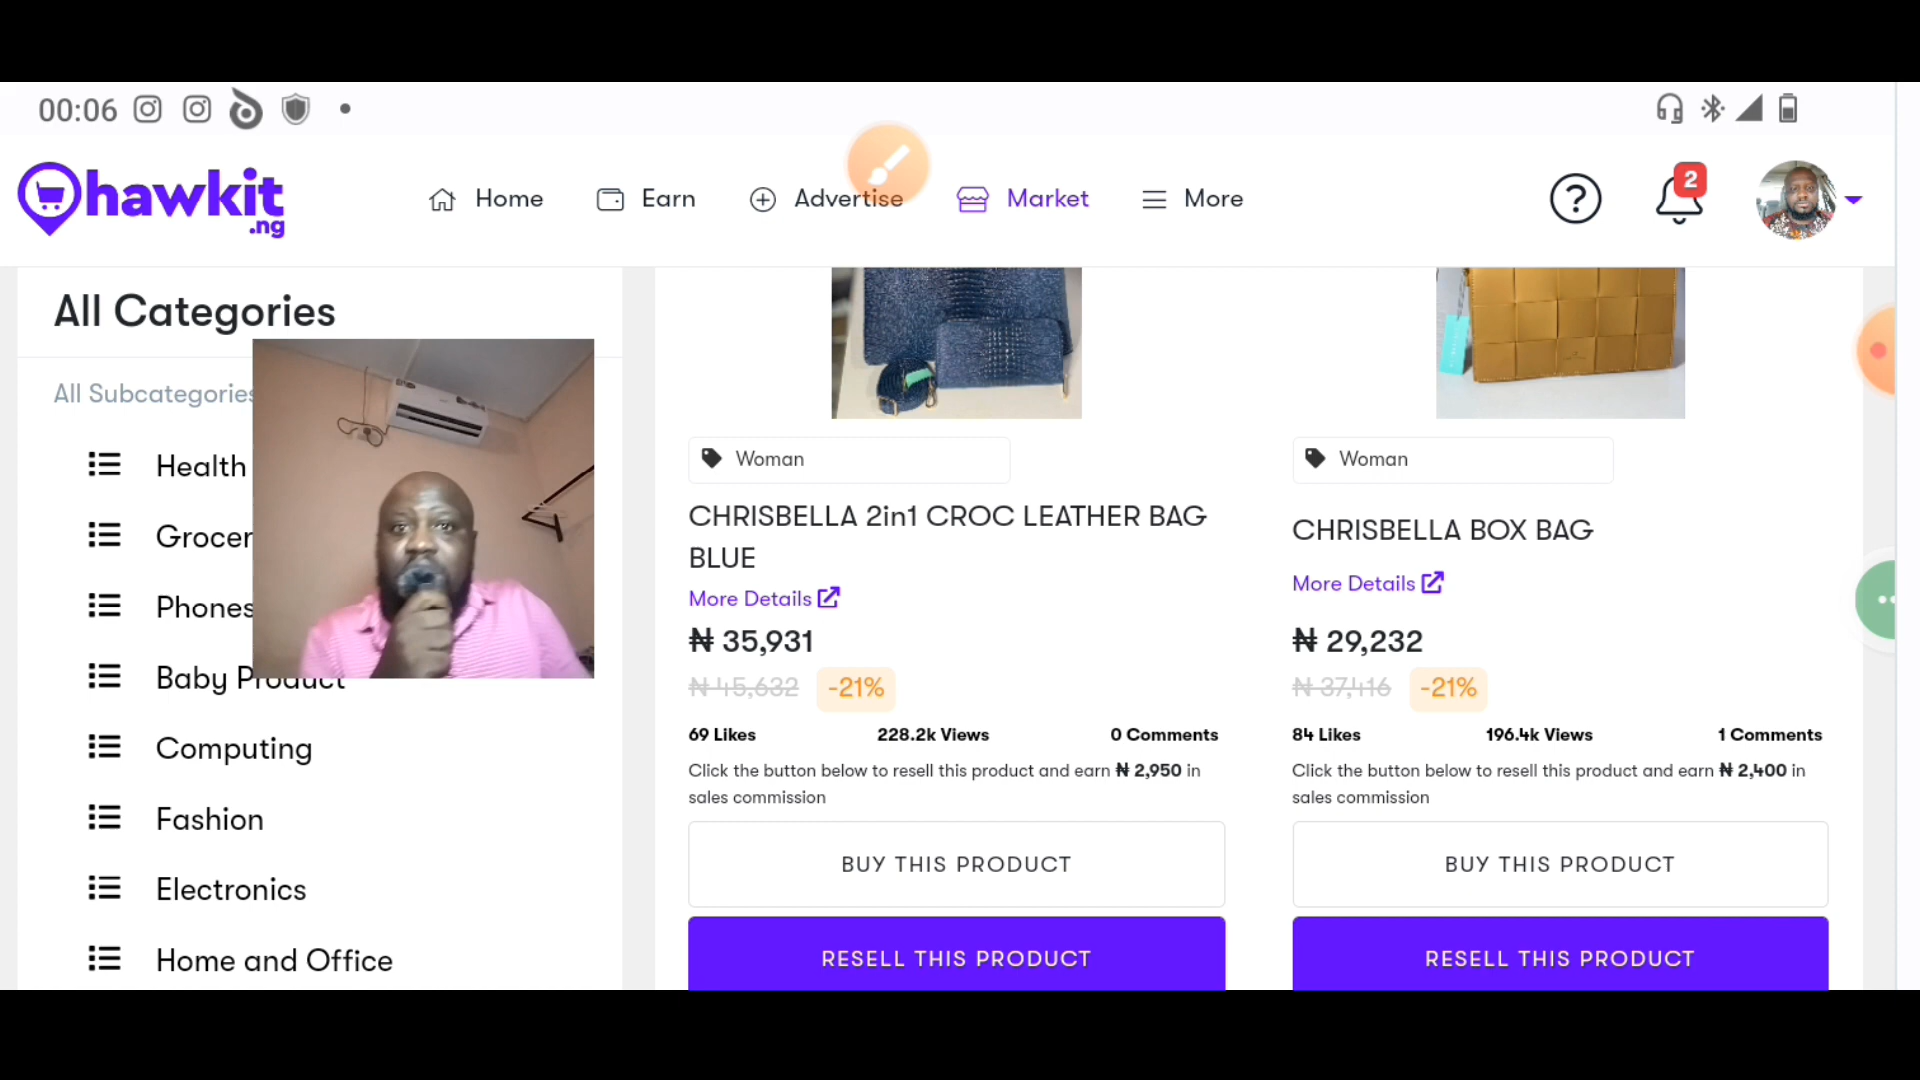 00:06
hawkit
.ng
Home
Earn
Advertise
Market
More
2
All Categories
All Subcategories
Health
Grocer
Phones
Baby Product
Computing
Fashion
Electronics
Home and Office
Woman
CHRISBELLA 2in1 CROC LEATHER BAG
BLUE
More Details
₦ 35,931
₦ 45,632 -21%
69 Likes 228.2k Views 0 Comments
Click the button below to resell this product and earn ₦ 2,950 in
sales commission
BUY THIS PRODUCT
RESELL THIS PRODUCT
Woman
CHRISBELLA BOX BAG
More Details
₦ 29,232
₦ 37,416 -21%
84 Likes 196.4k Views 1 Comments
Click the button below to resell this product and earn ₦ 2,400 in
sales commission
BUY THIS PRODUCT
RESELL THIS PRODUCT